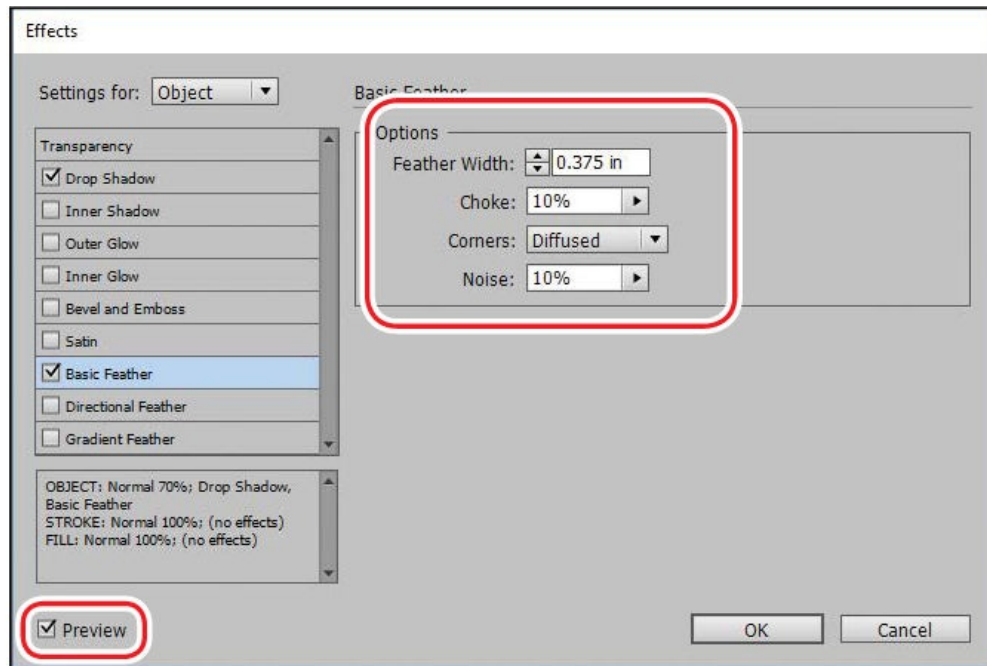 Effects
Settings for: Object
Transparency
Drop Shadow
Inner Shadow
Outer Glow
Inner Glow
Bevel and Emboss
Satin
Basic Feather
Directional Feather
Gradient Feather
OBJECT: Normal 70%; Drop Shadow,
Basic Feather
STROKE: Normal 100%; (no effects)
FILL: Normal 100%; (no effects)
Preview
Basic Feather
Options
Feather Width: 0.375 in
Choke: 10%
Corners: Diffused
Noise: 10%
OK
Cancel